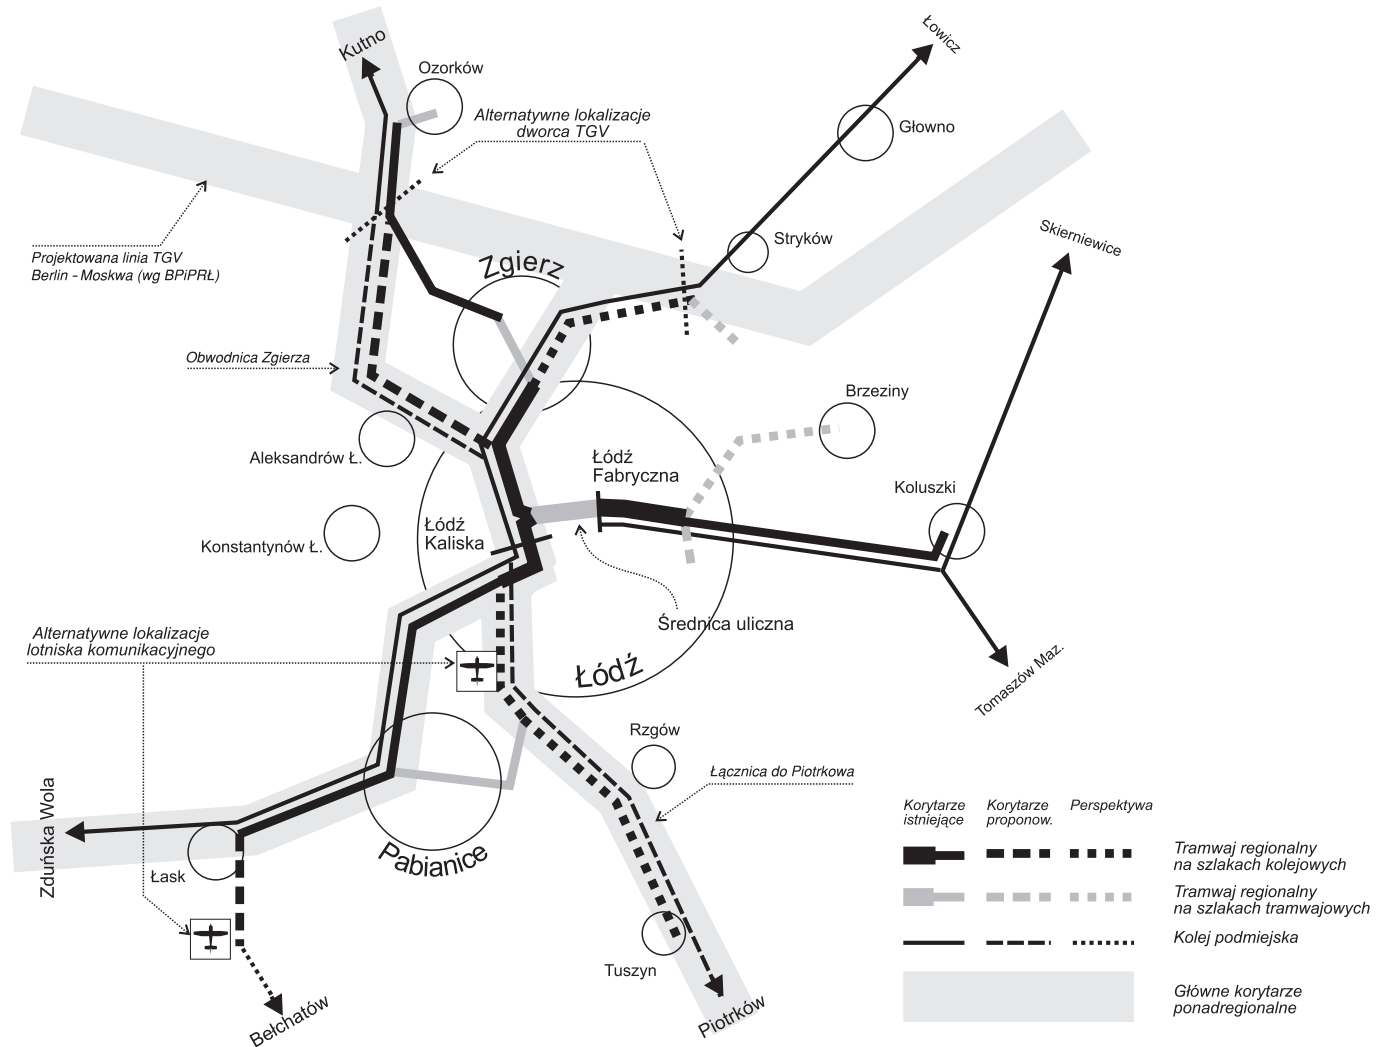 Kutno
Ozorków
Łowicz
Alternatywne lokalizacje
dworca TGV
Głowno
Projektowana linia TGV
Berlin - Moskwa (wg BPiPRŁ)
Zgierz
Stryków
Skierniewice
Obwodnica Zgierza
Brzeziny
Aleksandrów Ł.
Łódź
Fabryczna
Koluszki
Łódź
Kaliska
Konstantynów Ł.
Średnica uliczna
Alternatywne lokalizacje
lotniska komunikacyjnego
Łódź
Tomaszów Maz.
Rzgów
Łącznica do Piotrkowa
Zduńska Wola
Pabianice
Łask
Tuszyn
Bełchatów
Piotrków
Korytarze
istniejące
Korytarze
proponow.
Perspektywa
Tramwaj regionalny
na szlakach kolejowych
Tramwaj regionalny
na szlakach tramwajowych
Kolej podmiejska
Główne korytarze
ponadregionalne